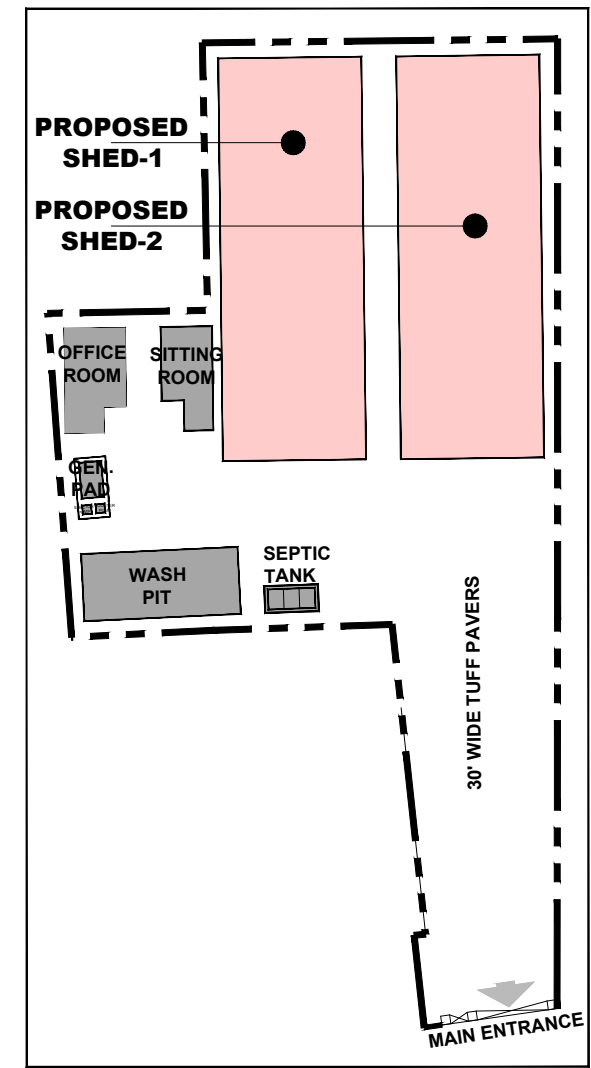 PROPOSED
SHED-1
PROPOSED
SHED-2
OFFICE
ROOM
SITTING
ROOM
GEN.
PAD
WASH
PIT
SEPTIC
TANK
30' WIDE TUFF PAVERS
MAIN ENTRANCE